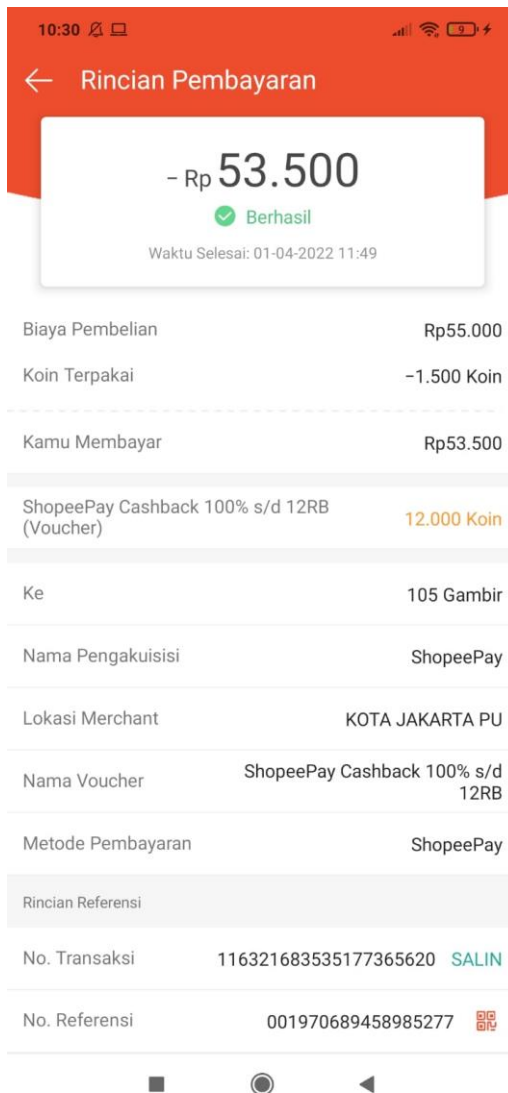 10:30
9
Rincian Pembayaran
- Rp 53.500
Berhasil
Waktu Selesai: 01-04-2022 11:49
Biaya Pembelian Rp55.000
Koin Terpakai -1.500 Koin
Kamu Membayar Rp53.500
ShopeePay Cashback 100% s/d 12RB
(Voucher) 12.000 Koin
Ke 105 Gambir
Nama Pengakuisisi ShopeePay
Lokasi Merchant KOTA JAKARTA PU
Nama Voucher ShopeePay Cashback 100% s/d
12RB
Metode Pembayaran ShopeePay
Rincian Referensi
No. Transaksi 116321683535177365620 SALIN
No. Referensi 001970689458985277